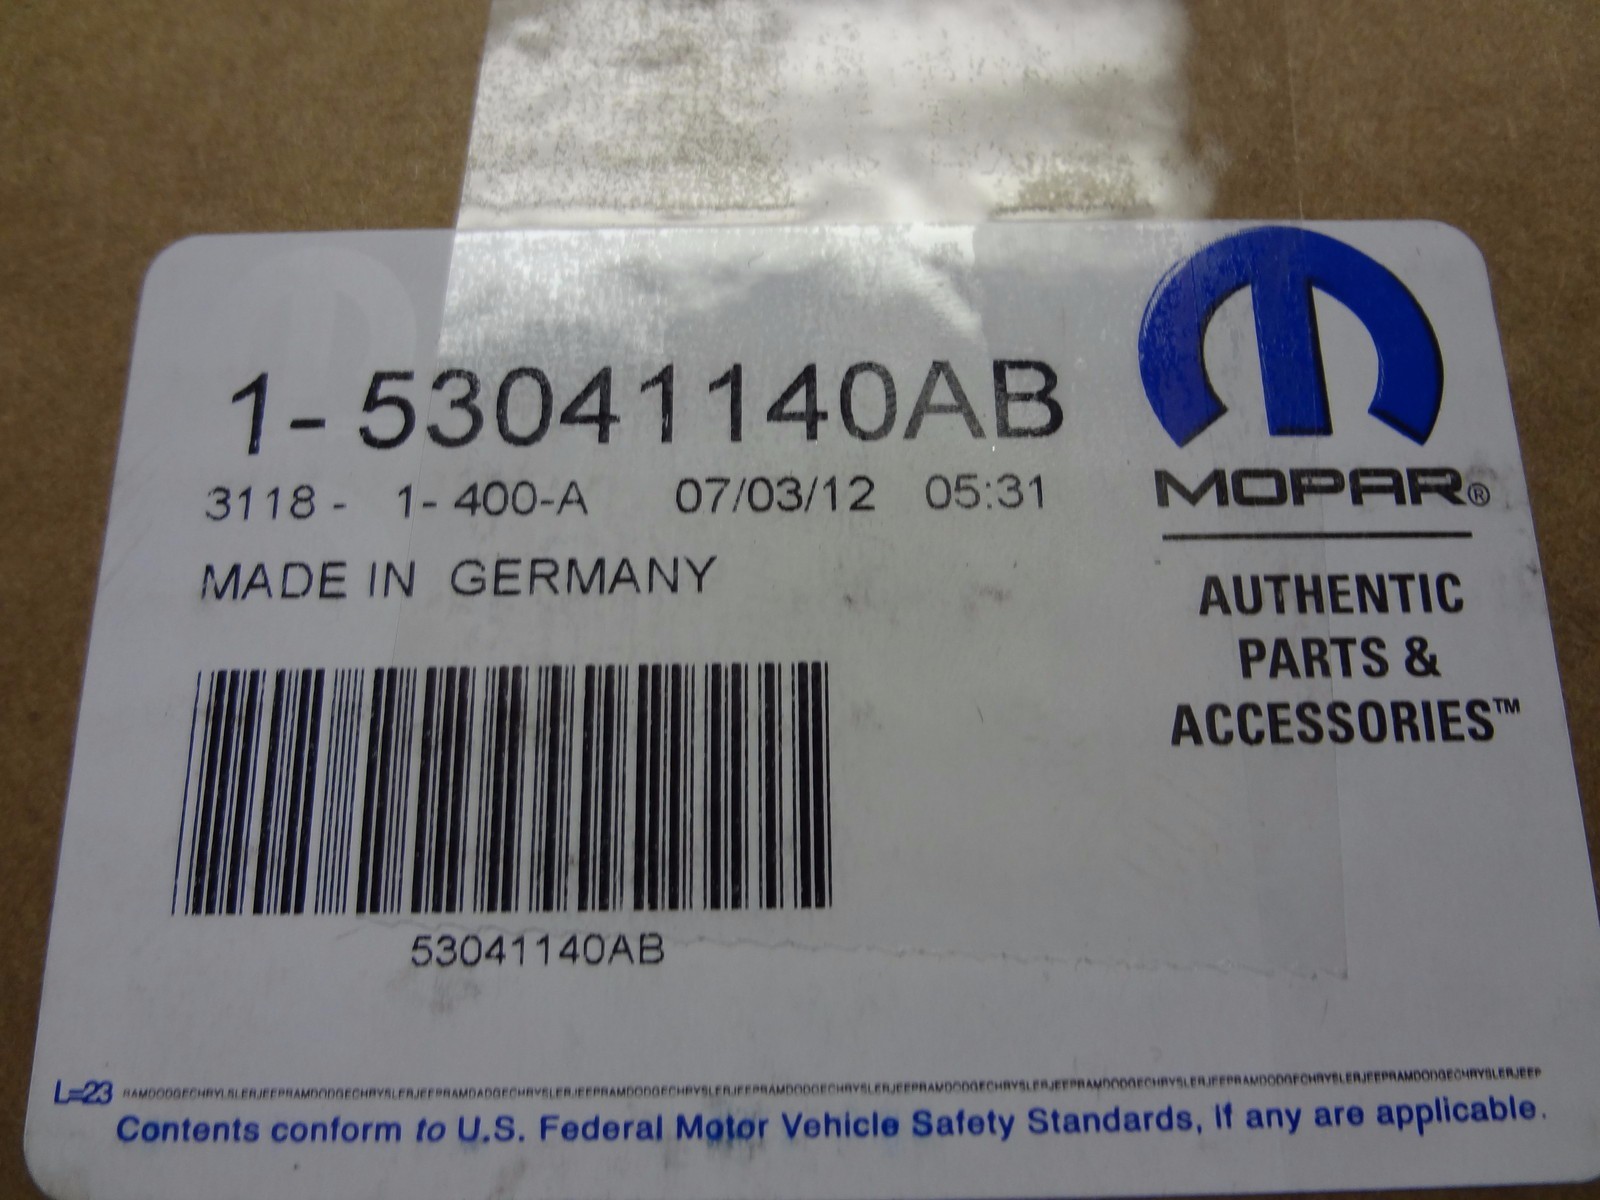 1- 53041140AB
3118 - 1- 400-A 07/03/12 05:31
MADE IN GERMANY
53041140AB
MOPAR®
AUTHENTIC
PARTS &
ACCESSORIES™
L=23
Contents conform to U.S. Federal Motor Vehicle Safety Standards, if any are applicable.